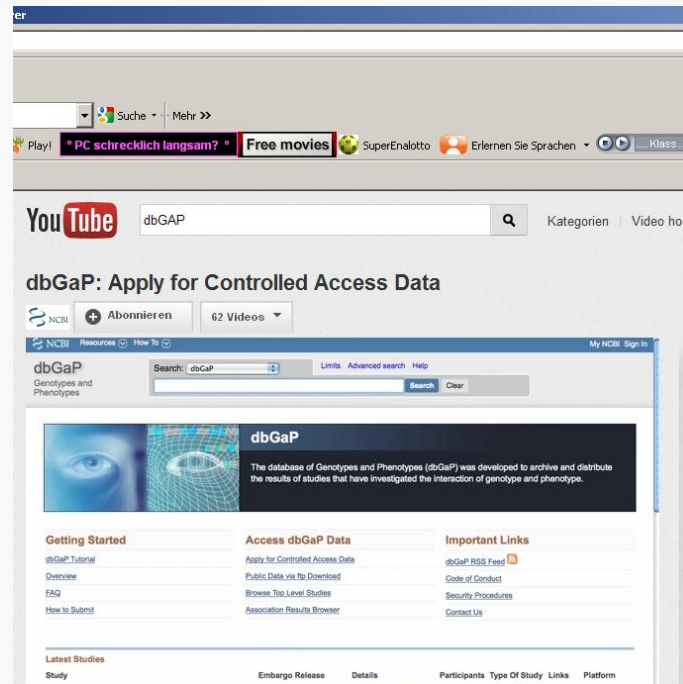 er
Suche Mehr >>
Play! * PC schrecklich langsam? * Free movies SuperEnalotto Erlernen Sie Sprachen Klass...
YouTube dbGAP Kategorien Video ho
dbGaP: Apply for Controlled Access Data
NCBI Abonnieren 62 Videos
NCBI Resources How To My NCBI Sign In
dbGaP Search: dbGaP Limits Advanced search Help
Genotypes and
Phenotypes
Search Clear
dbGaP
The database of Genotypes and Phenotypes (dbGaP) was developed to archive and distribute
the results of studies that have investigated the interaction of genotype and phenotype.
Getting Started Access dbGaP Data Important Links
dbGaP Tutorial Apply for Controlled Access Data dbGaP RSS Feed
Overview Public Data via ftp Download Code of Conduct
FAQ Browse Top Level Studies Security Procedures
How to Submit Association Results Browser Contact Us
Latest Studies
Study Embargo Release Details Participants Type Of Study Links Platform